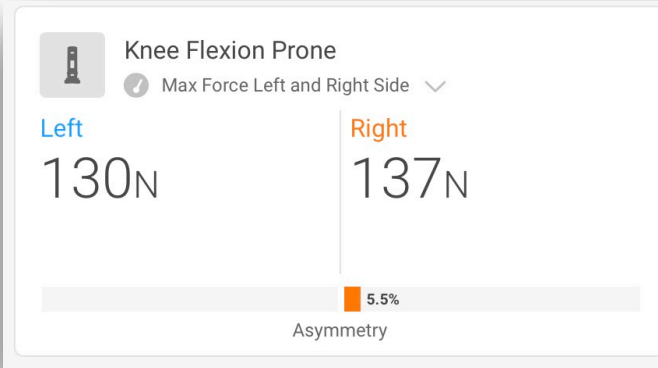 Knee Flexion Prone
Max Force Left and Right Side
Left
Right
130N
137N
5.5%
Asymmetry